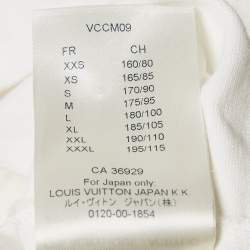 VCCM09
FR CH
XXS 160/80
XS 165/85
S 170/90
M 175/95
L 180/100
XL 185/105
XXL 190/110
XXXL 195/115
CA 36929
For Japan only:
LOUIS VUITTON JAPAN K K
ルイ・ヴィトン ジャパン(株)
0120-00-1854